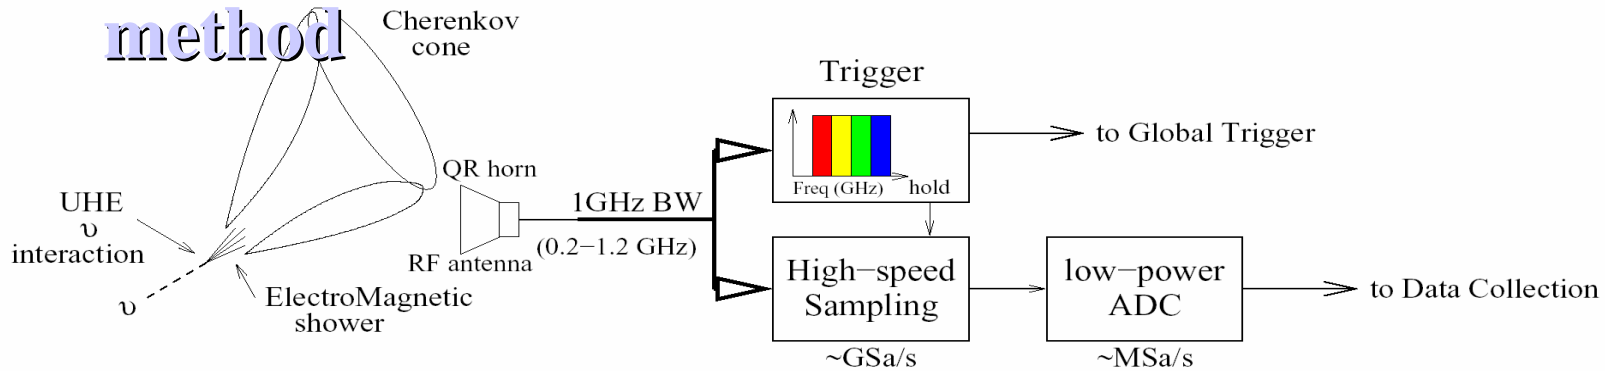 method
Cherenkov
cone
UHE
υ
interaction
υ
ElectroMagnetic
shower
QR horn
RF antenna
1GHz BW
(0.2−1.2 GHz)
Trigger
Freq (GHz)
hold
to Global Trigger
High−speed
Sampling
~GSa/s
low−power
ADC
~MSa/s
to Data Collection